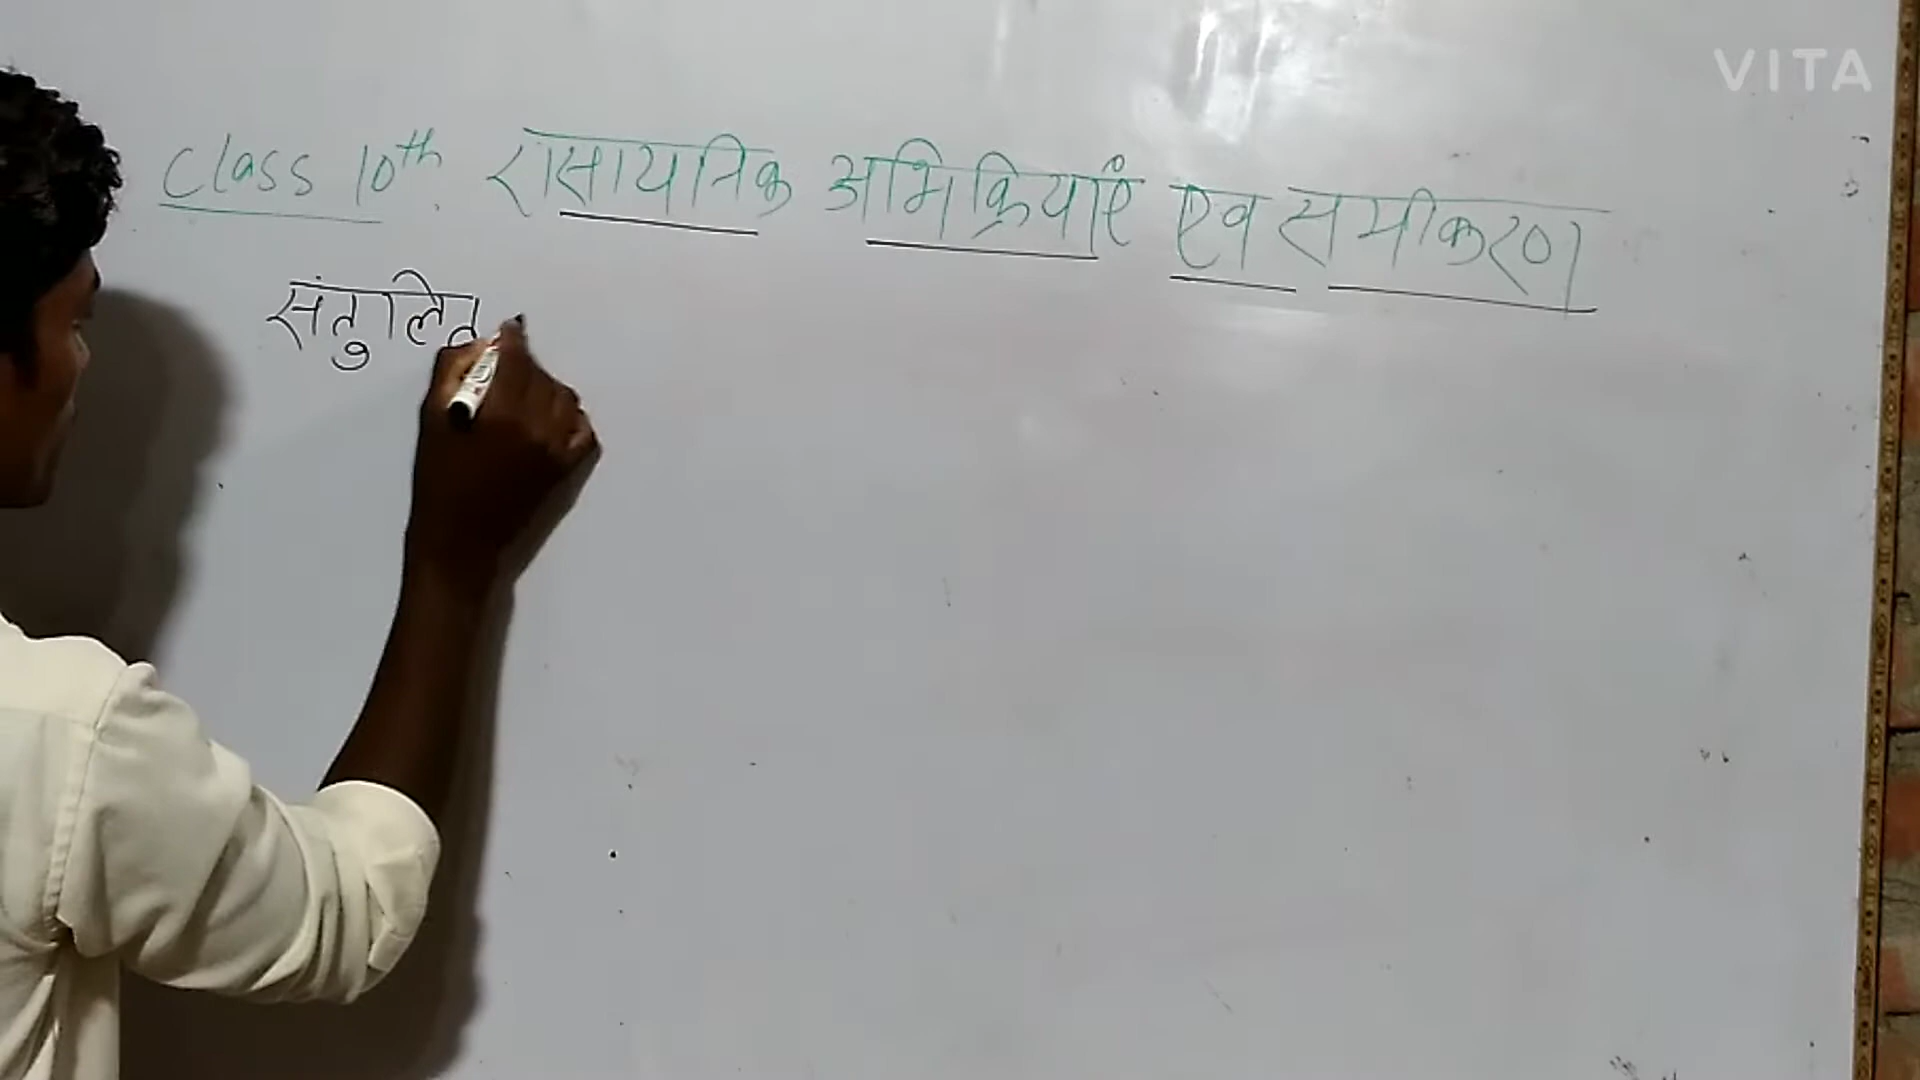 VITA
Class 10th. रासायनिक अभिक्रियाएं एव समीकरण
संतुलित